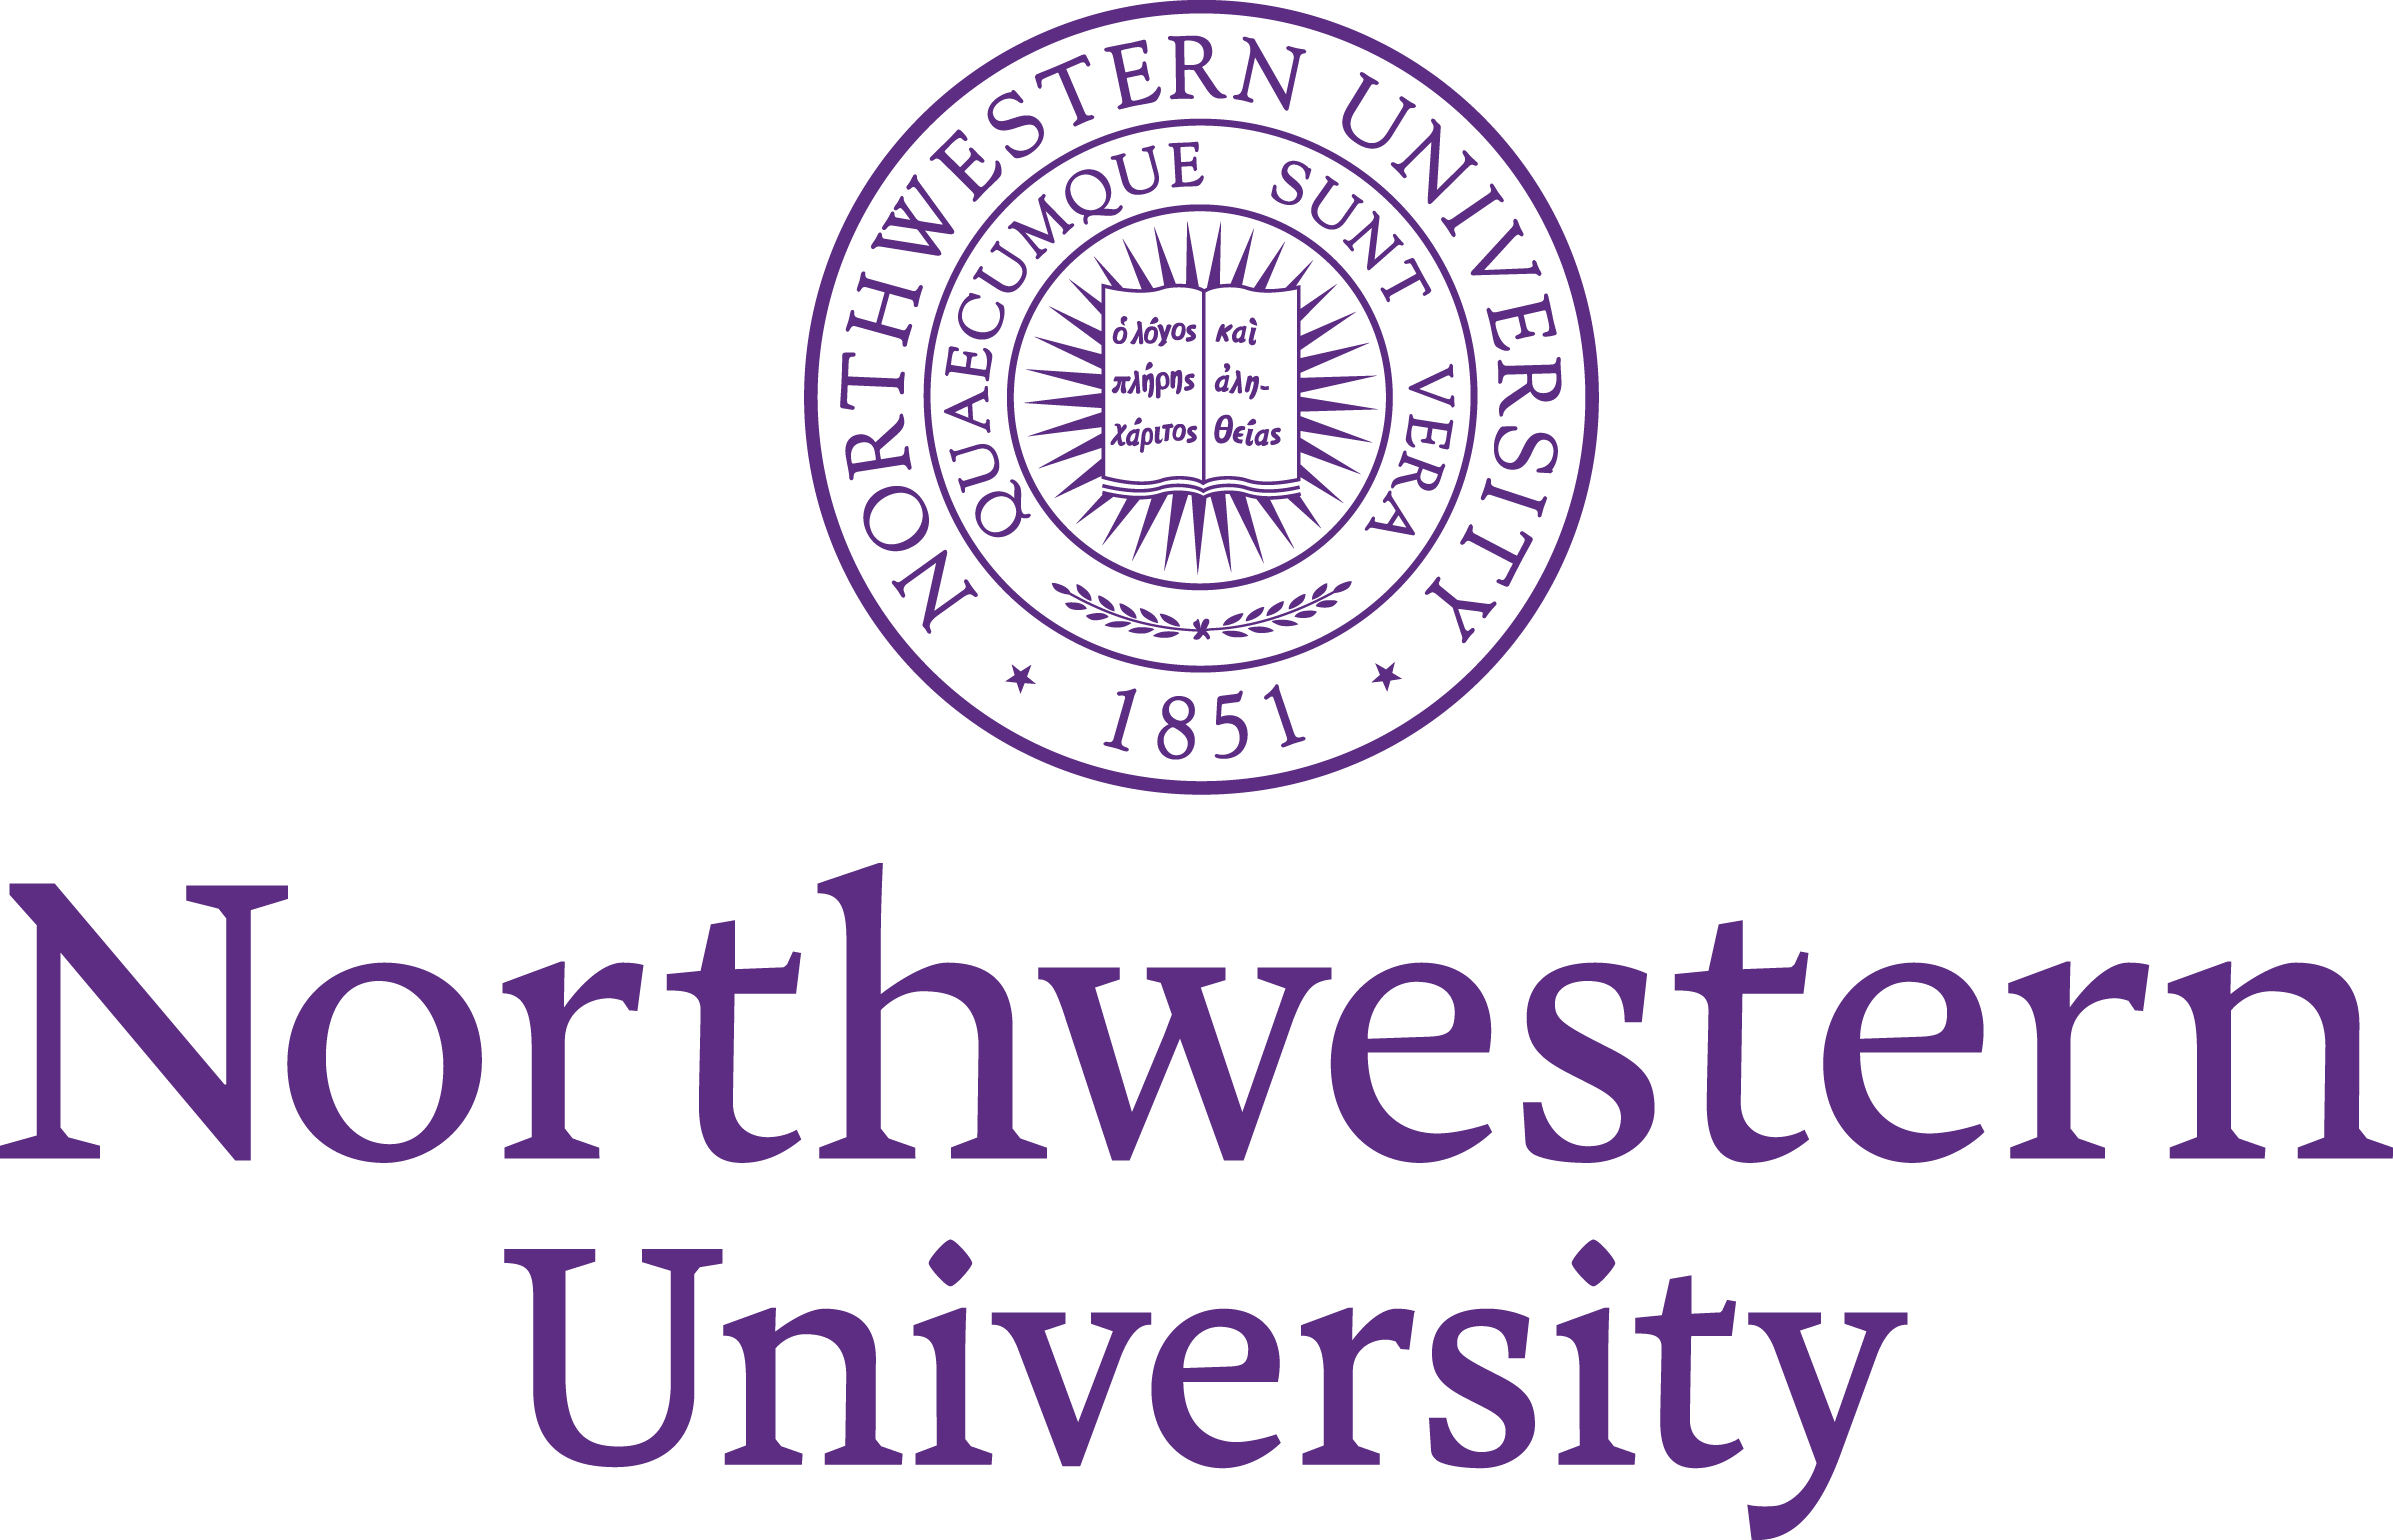 NORTHWESTERN UNIVERSITY
QUAECUMQUE SUNT VERA
ὁ λόγος
πλήρης
χάριτος
καὶ
ἀλη-
θείας
1851
Northwestern
University